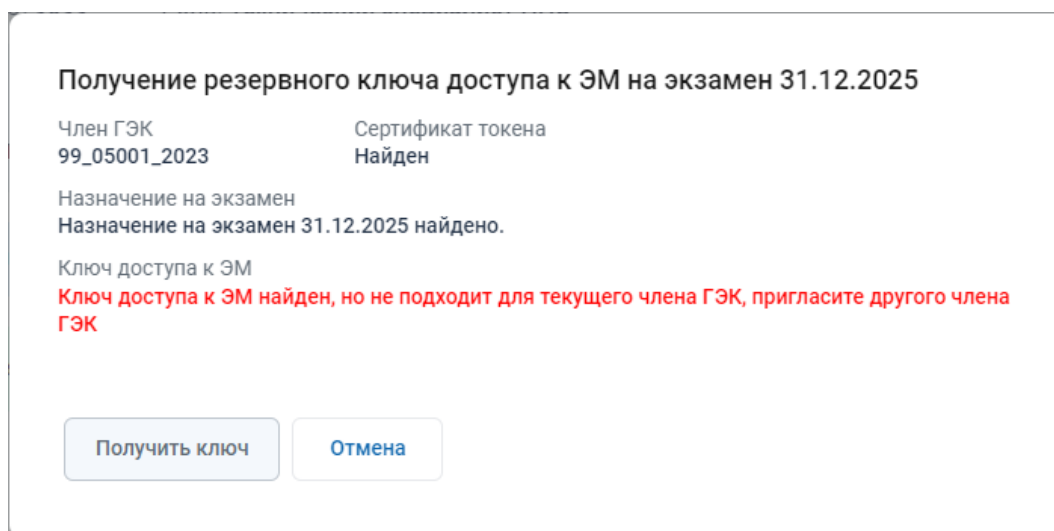 Получение резервного ключа доступа к ЭМ на экзамен 31.12.2025
Член ГЭК Сертификат токена
99_05001_2023 Найден
Назначение на экзамен
Назначение на экзамен 31.12.2025 найдено.
Ключ доступа к ЭМ
Ключ доступа к ЭМ найден, но не подходит для текущего члена ГЭК, пригласите другого члена
ГЭК
Получить ключ Отмена